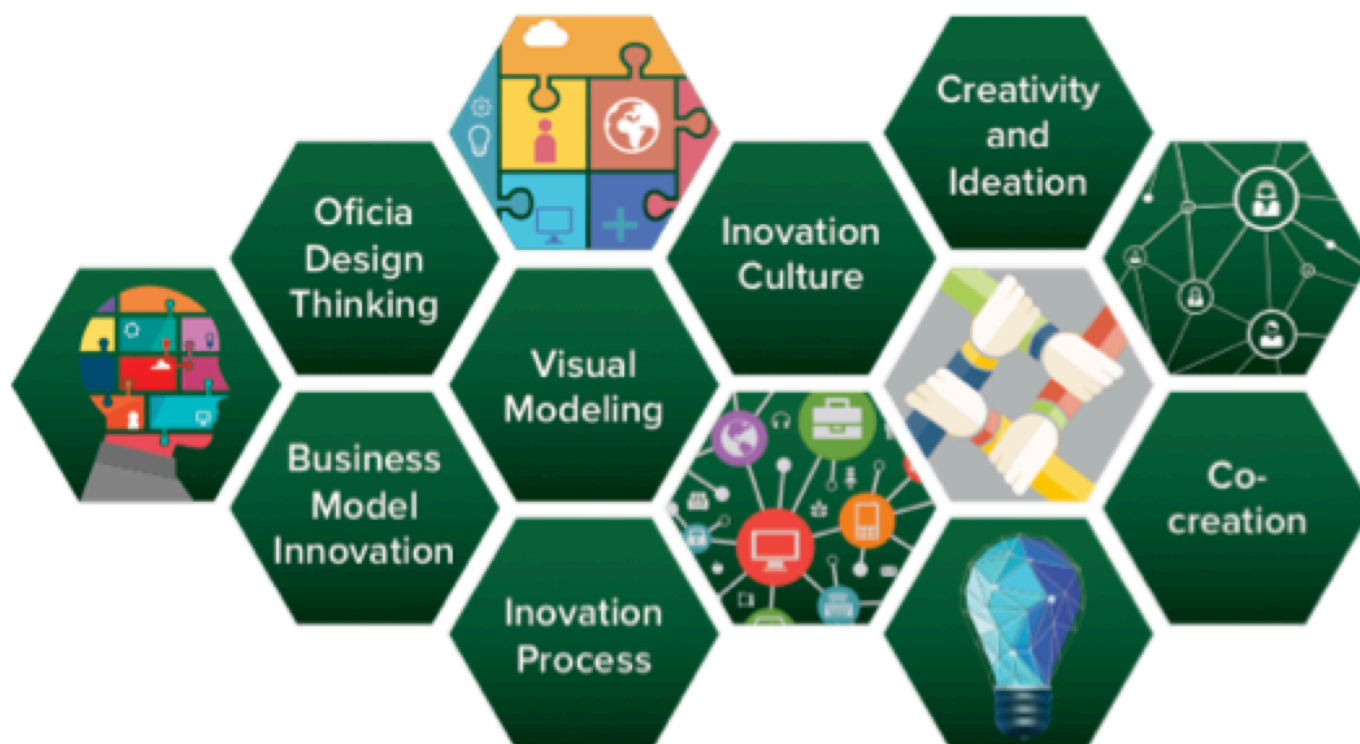 Creativity
and
Ideation
Oficia
Design
Thinking
Inovation
Culture
Visual
Modeling
Business
Model
Innovation
Co-
creation
Inovation
Process